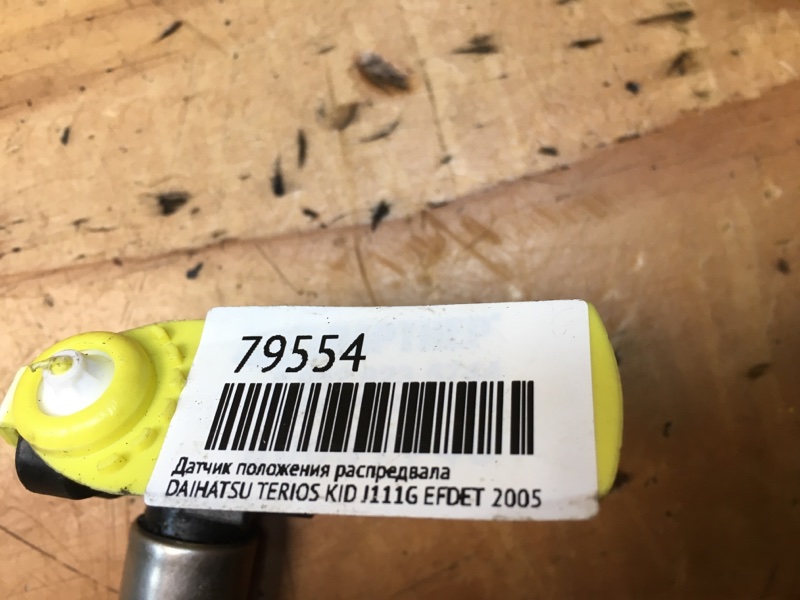 79554
Датчик положения распредвала
DAIHATSU TERIOS KID J111G EFDET 2005